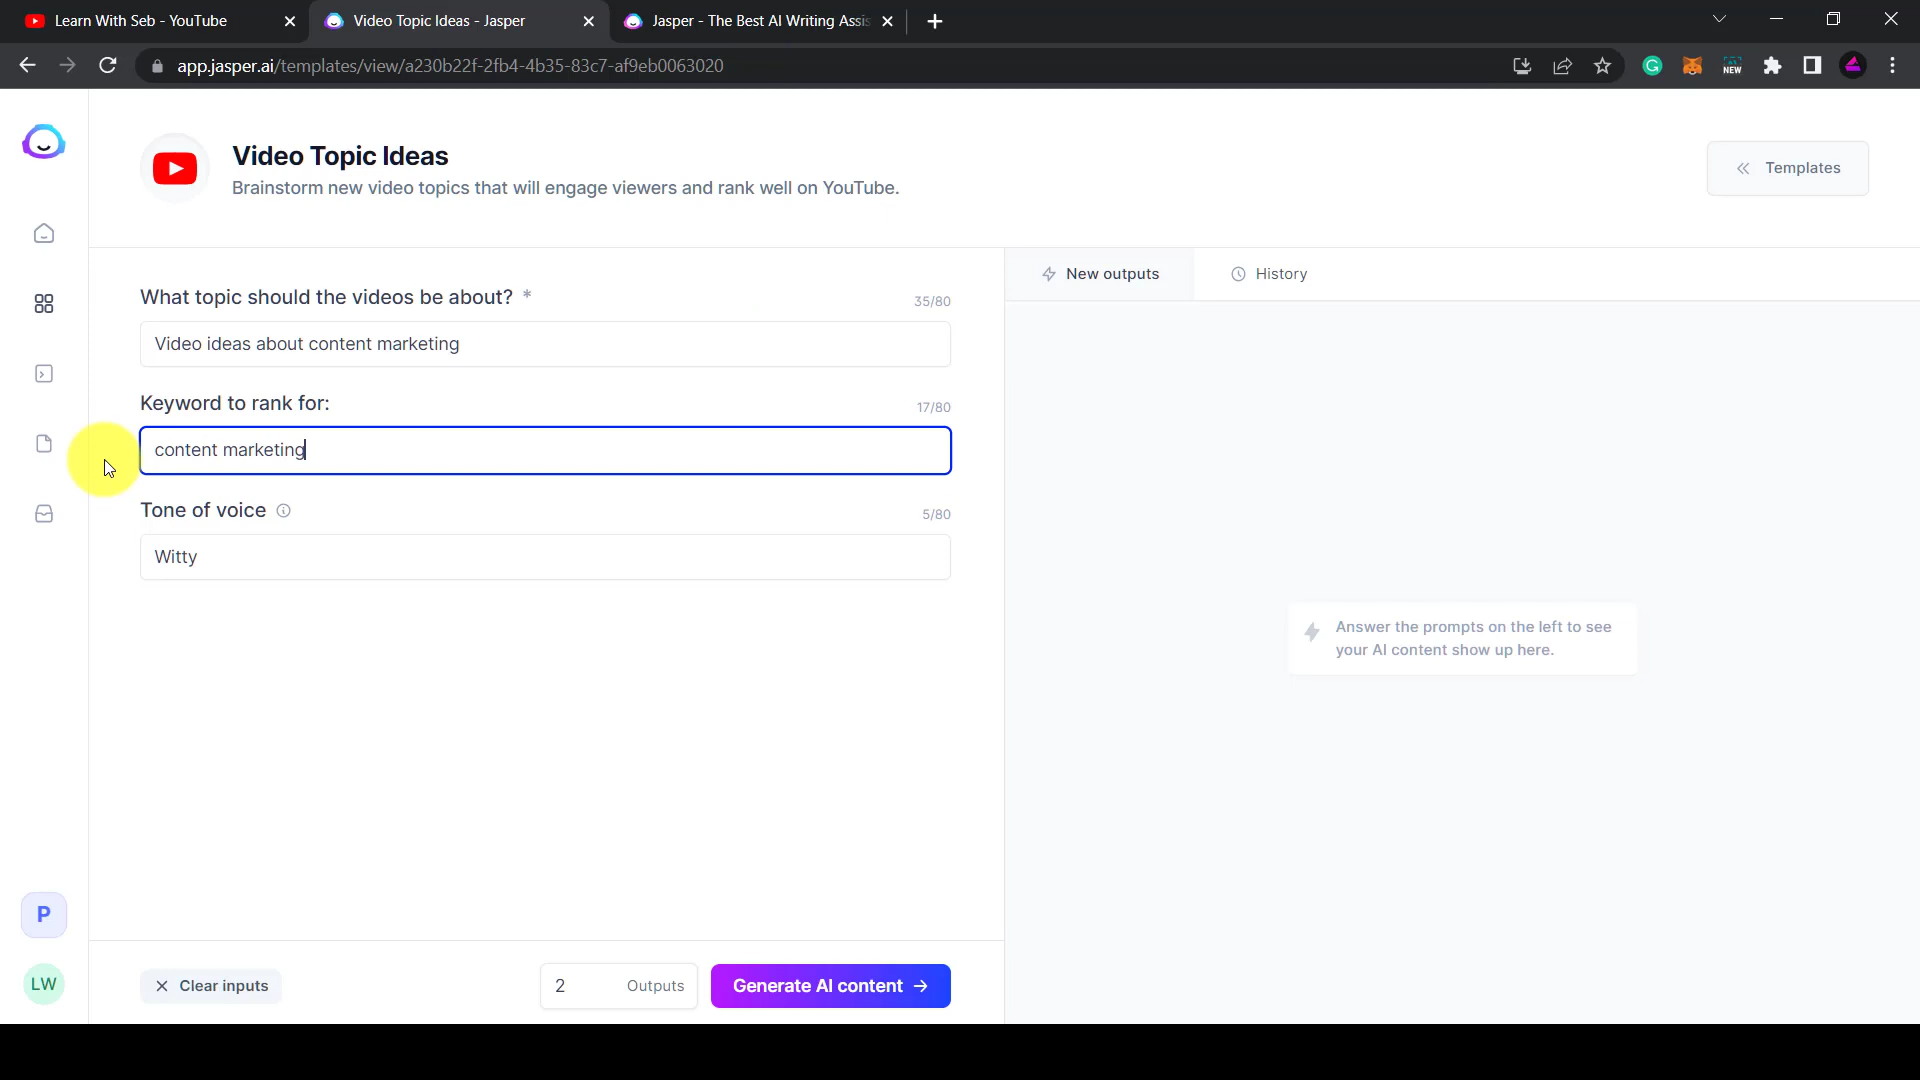 Learn With Seb - YouTube
Video Topic Ideas - Jasper
Jasper - The Best AI Writing Assis
app.jasper.ai/templates/view/a230b22f-2fb4-4b35-83c7-af9eb0063020
NEW
Video Topic Ideas
Brainstorm new video topics that will engage viewers and rank well on YouTube.
Templates
What topic should the videos be about? *
35/80
Video ideas about content marketing
Keyword to rank for:
17/80
content marketing
Tone of voice
5/80
Witty
New outputs
History
Answer the prompts on the left to see
your AI content show up here.
P
LW
Clear inputs
2
Outputs
Generate AI content